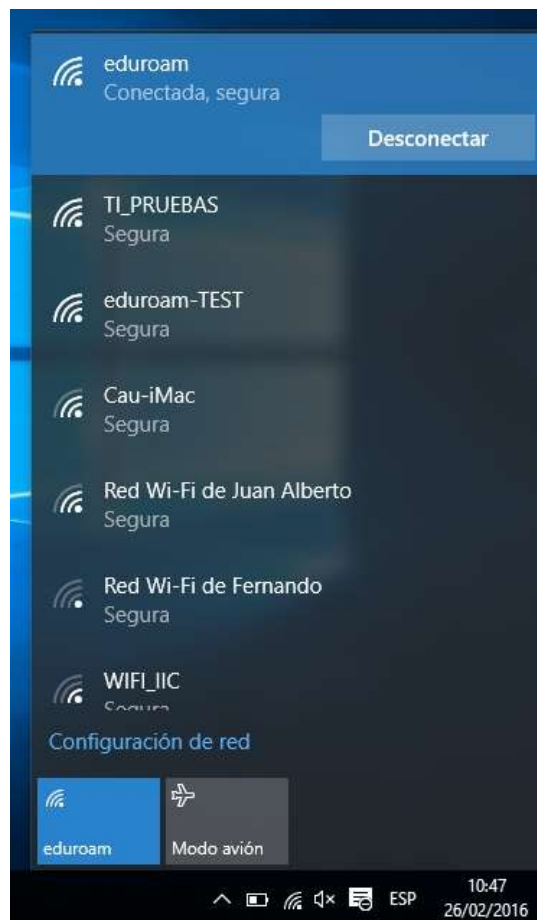 eduroam
Conectada, segura
Desconectar
TI_PRUEBAS
Segura
eduroam-TEST
Segura
Cau-iMac
Segura
Red Wi-Fi de Juan Alberto
Segura
Red Wi-Fi de Fernando
Segura
WIFI_IIC
Segura
Configuración de red
eduroam
Modo avión
ESP
10:47
26/02/2016